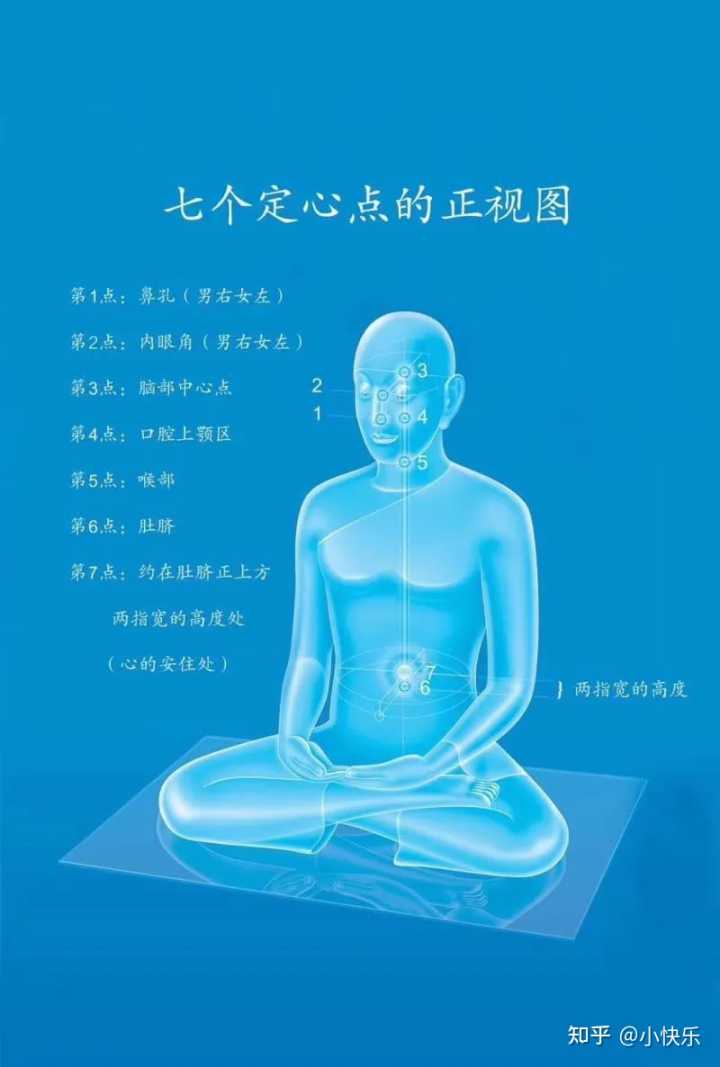 七个定心点的正视图
第1点：鼻孔（男右女左）
第2点：内眼角（男右女左）
第3点：脑部中心点
第4点：口腔上颚区
第5点：喉部
第6点：肚脐
第7点：约在肚脐正上方
两指宽的高度处
（心的安住处）
3
2
1
4
5
7
6
} 两指宽的高度
知乎 @小快乐